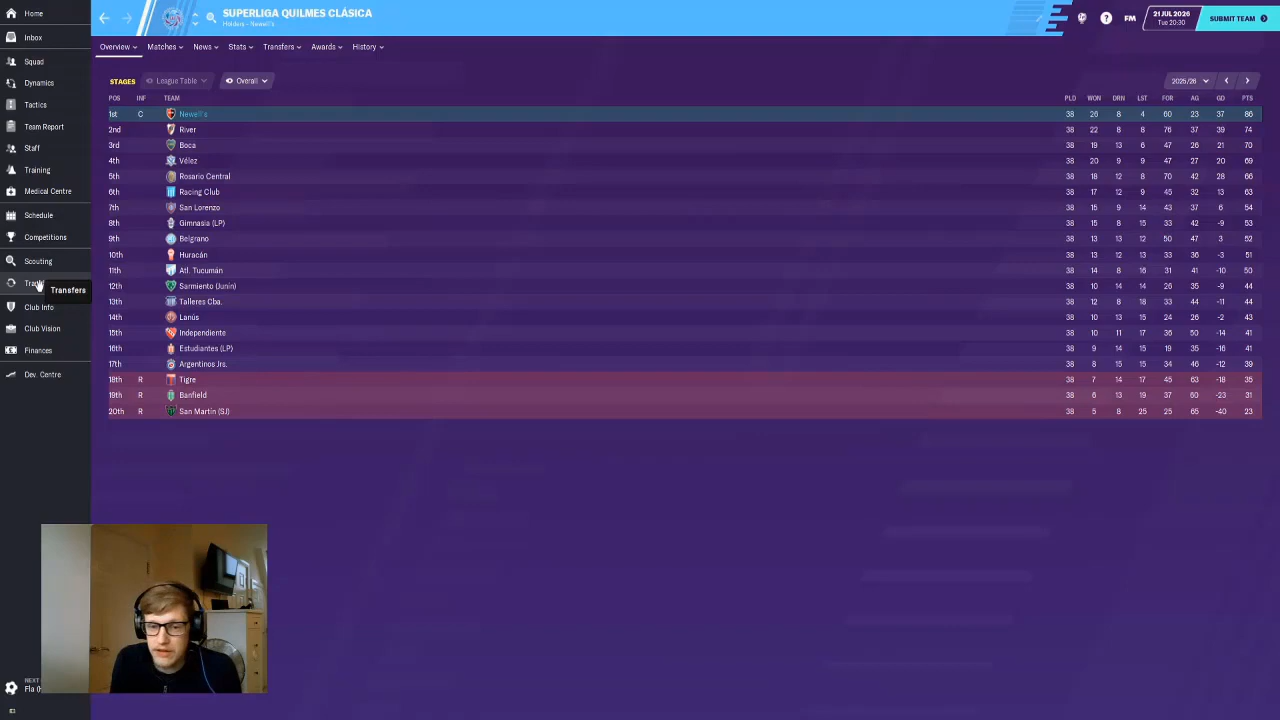 Home
Inbox
Squad
Dynamics
Tactics
Team Report
Staff
Training
Medical Centre
Schedule
Competitions
Scouting
Transfers
Club Info
Club Vision
Finances
Dev. Centre
SUPERLIGA QUILMES CLÁSICA
Holders - Newell's
FM
21 JUL 2026
Tue 20:30
SUBMIT TEAM
Overview Matches News Stats Transfers Awards History
STAGES League Table Overall 2025/26
POS INF TEAM PLD WON DRN LST FOR AG GD PTS
1st C Newell's 38 26 8 4 60 23 37 86
2nd River 38 22 8 8 76 37 39 74
3rd Boca 38 19 13 6 47 26 21 70
4th Vélez 38 20 9 9 47 27 20 69
5th Rosario Central 38 18 12 8 70 42 28 66
6th Racing Club 38 17 12 9 45 32 13 63
7th San Lorenzo 38 15 9 14 43 37 6 54
8th Gimnasia (LP) 38 15 8 15 33 42 -9 53
9th Belgrano 38 13 13 12 50 47 3 52
10th Huracán 38 13 12 13 33 36 -3 51
11th Atl. Tucumán 38 14 8 16 31 41 -10 50
12th Sarmiento (Junín) 38 10 14 14 26 35 -9 44
13th Talleres Cba. 38 12 8 18 33 44 -11 44
14th Lanús 38 10 13 15 24 26 -2 43
15th Independiente 38 10 11 17 36 50 -14 41
16th Estudiantes (LP) 38 9 14 15 19 35 -16 41
17th Argentinos Jrs. 38 8 15 15 34 46 -12 39
18th R Tigre 38 7 14 17 45 63 -18 35
19th R Banfield 38 6 13 19 37 60 -23 31
20th R San Martín (SJ) 38 5 8 25 25 65 -40 23